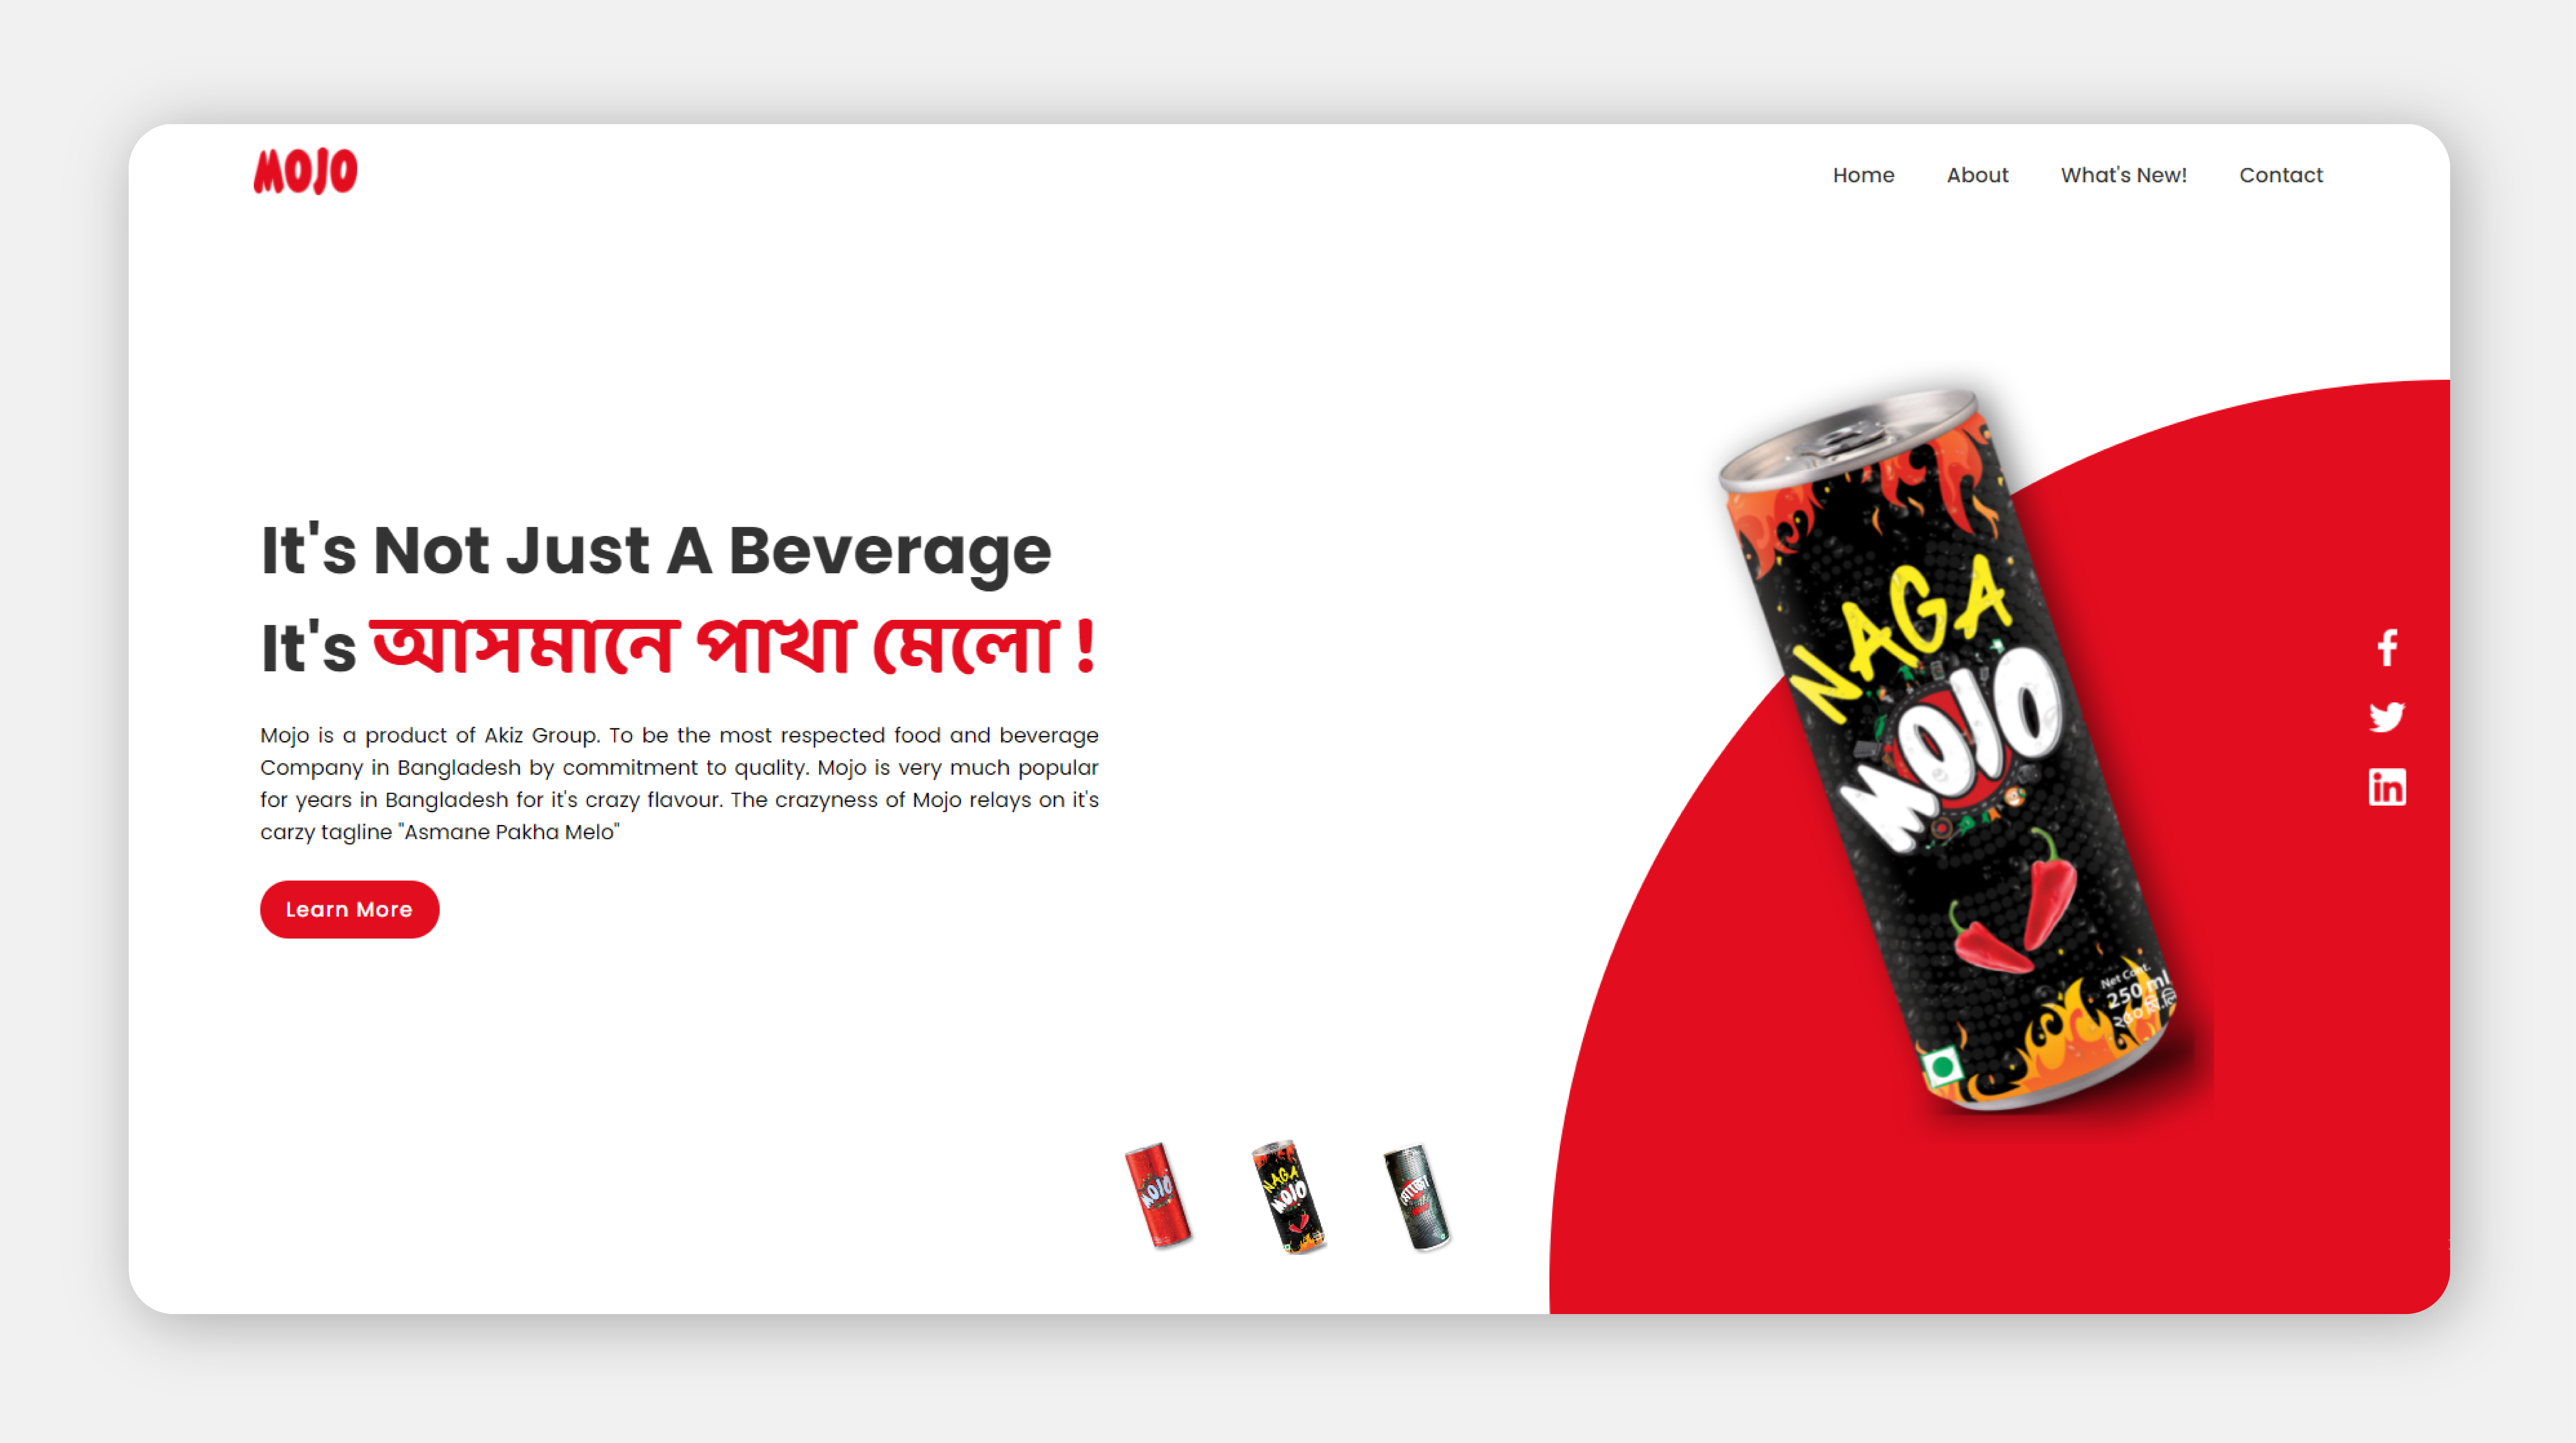 MOJO
Home About What's New! Contact
It's Not Just A Beverage
It's আসমানে পাখা মেলো !
Mojo is a product of Akiz Group. To be the most respected food and beverage
Company in Bangladesh by commitment to quality. Mojo is very much popular
for years in Bangladesh for it's crazy flavour. The crazyness of Mojo relays on it's
carzy tagline "Asmane Pakha Melo"
Learn More
NAGA
MOJO
Net Cont.
250 ml
২৫০ মি.লি
f
in
MOJO
NAGA
MOJO